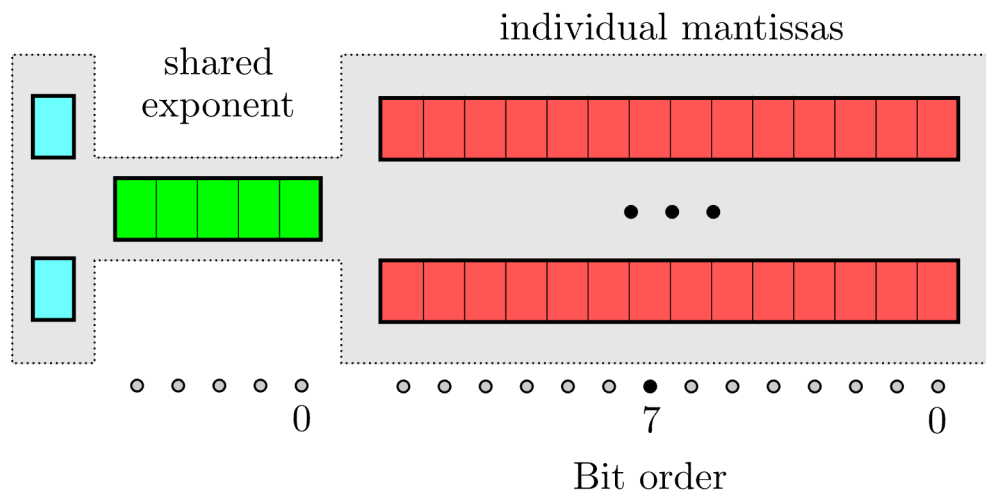 individual mantissas
shared
exponent
0
7
0
Bit order